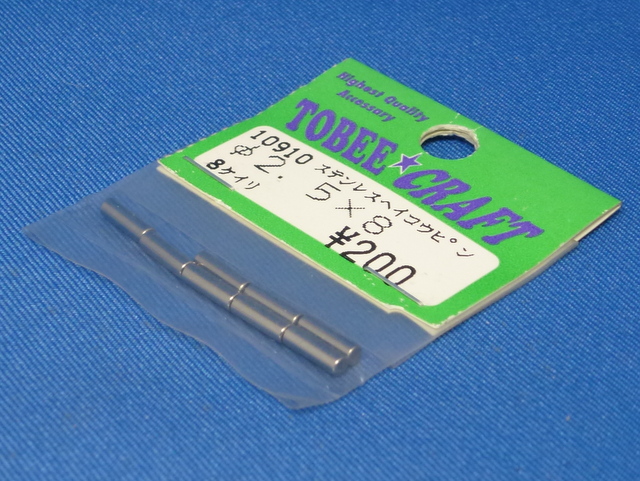 Highest Quality
Accessory
TOBEE★CRAFT
10910 ステンレスヘイコウピン
φ2.5×8
8ケイリ
¥200